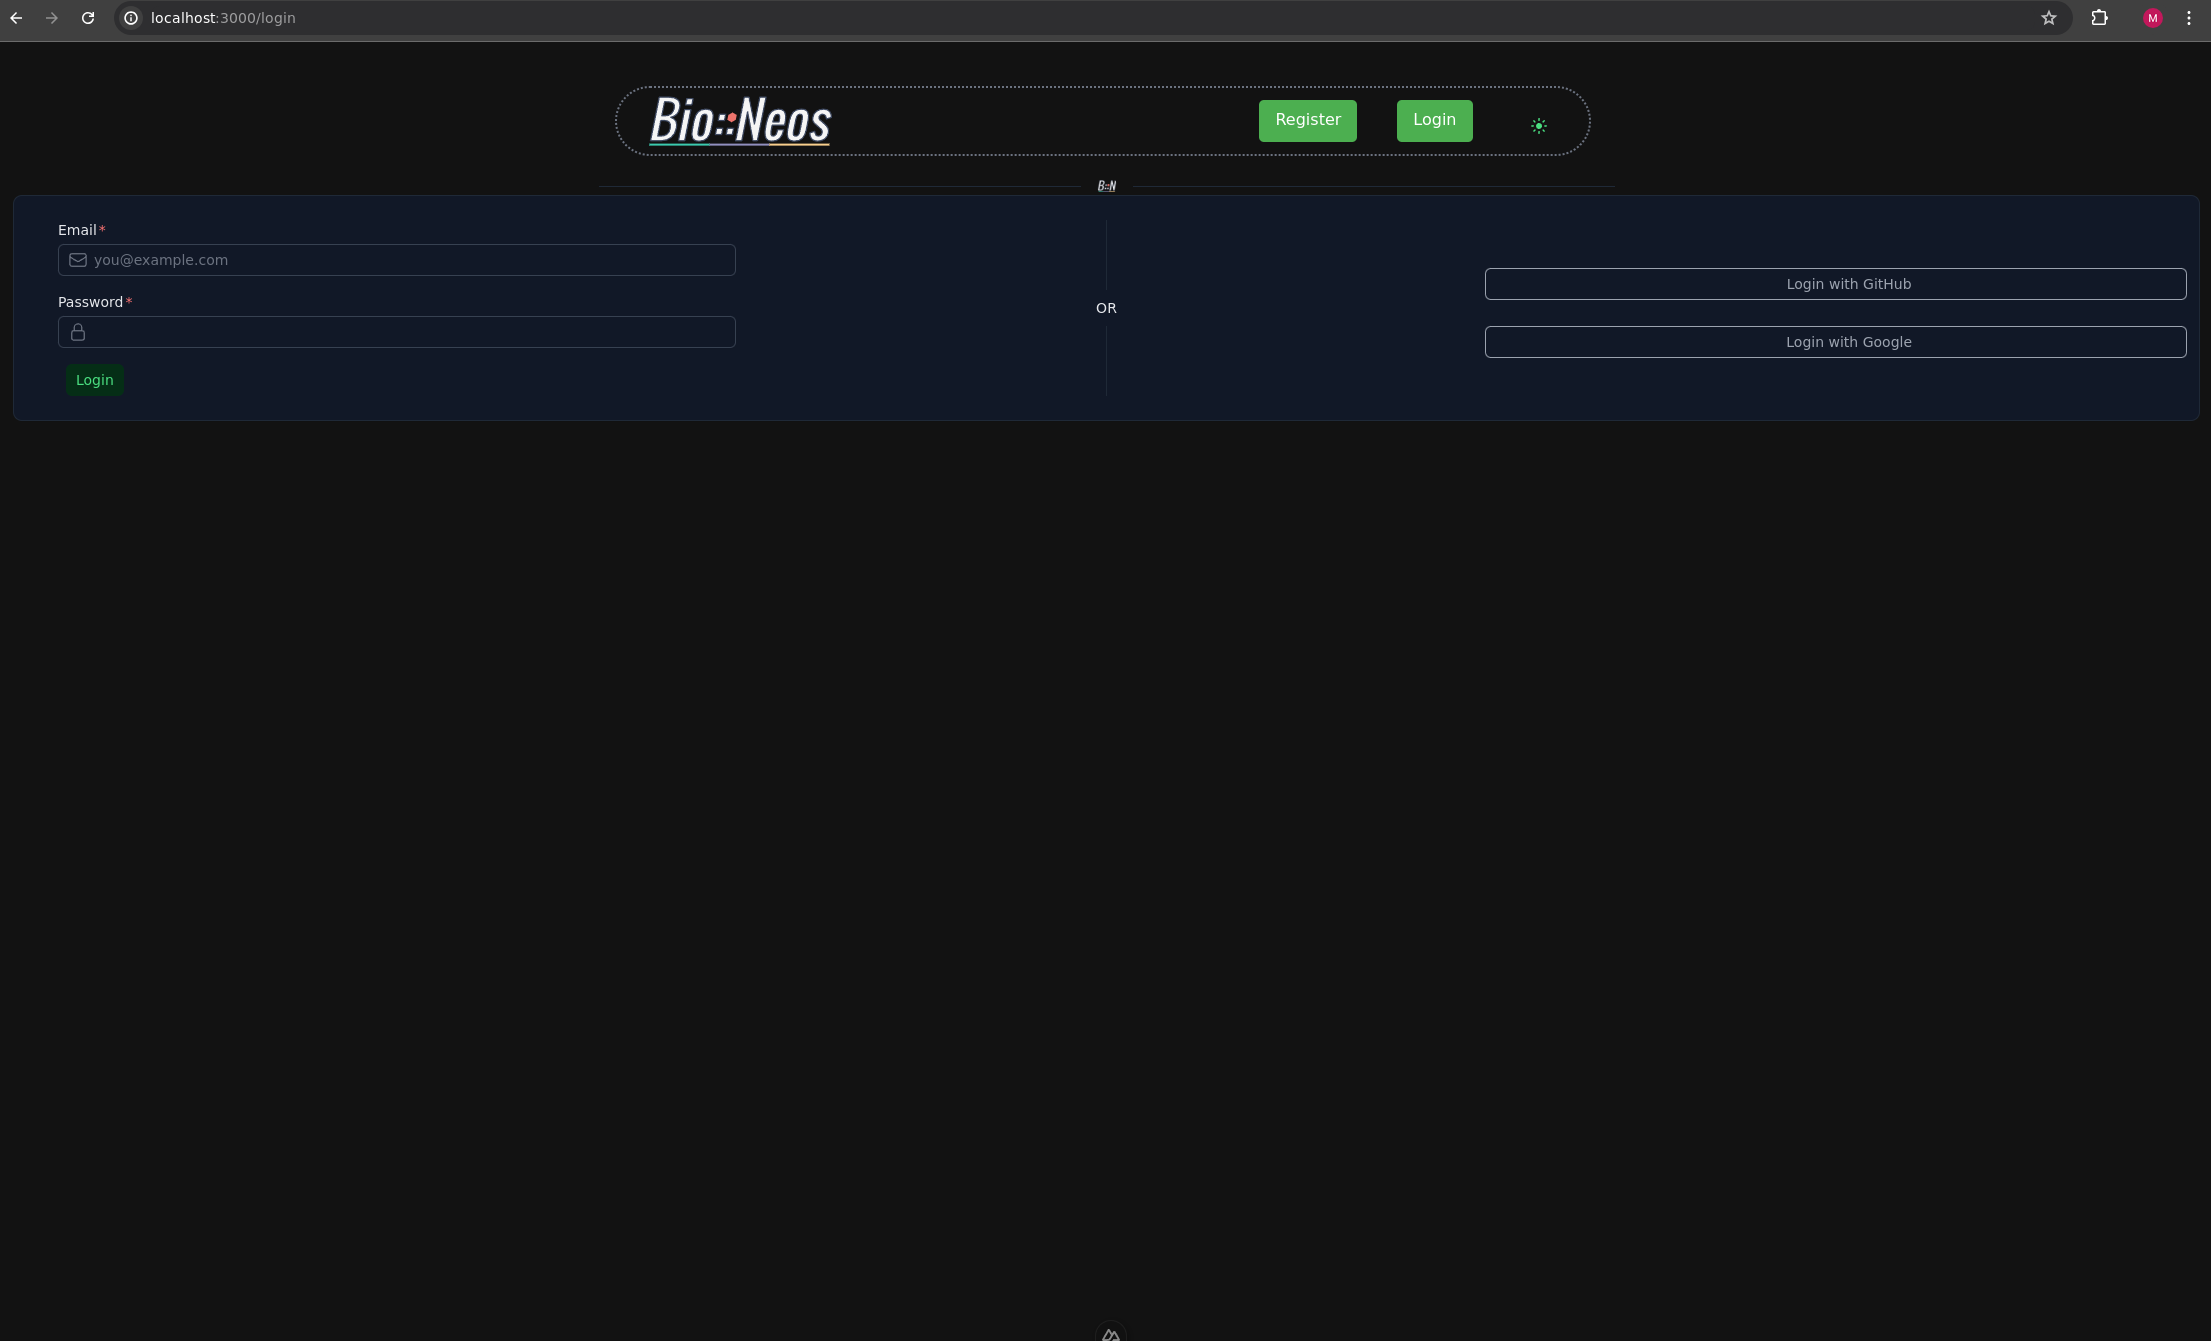 localhost:3000/login
Bio::Neos
Register
Login
B::N
Email*
you@example.com
Password*
Login
OR
Login with GitHub
Login with Google
M